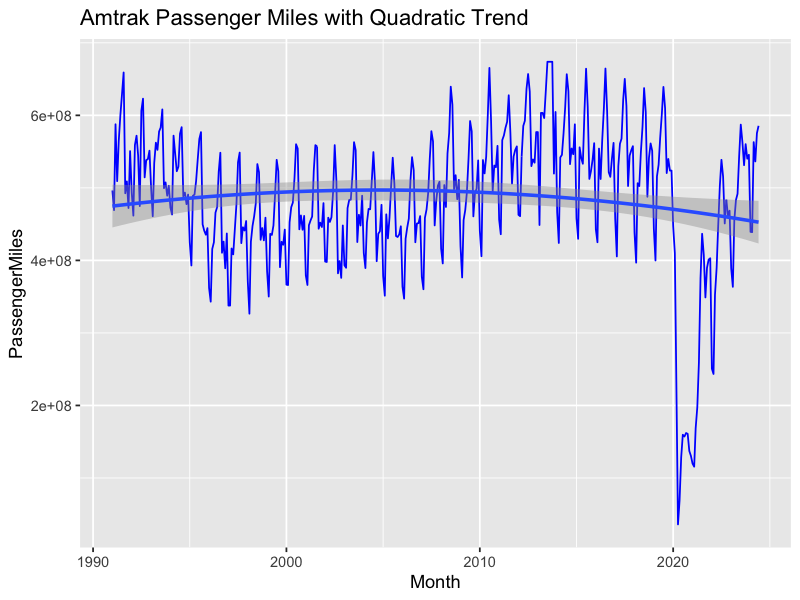 Amtrak Passenger Miles with Quadratic Trend
PassengerMiles
6e+08
4e+08
2e+08
1990 2000 2010 2020
Month